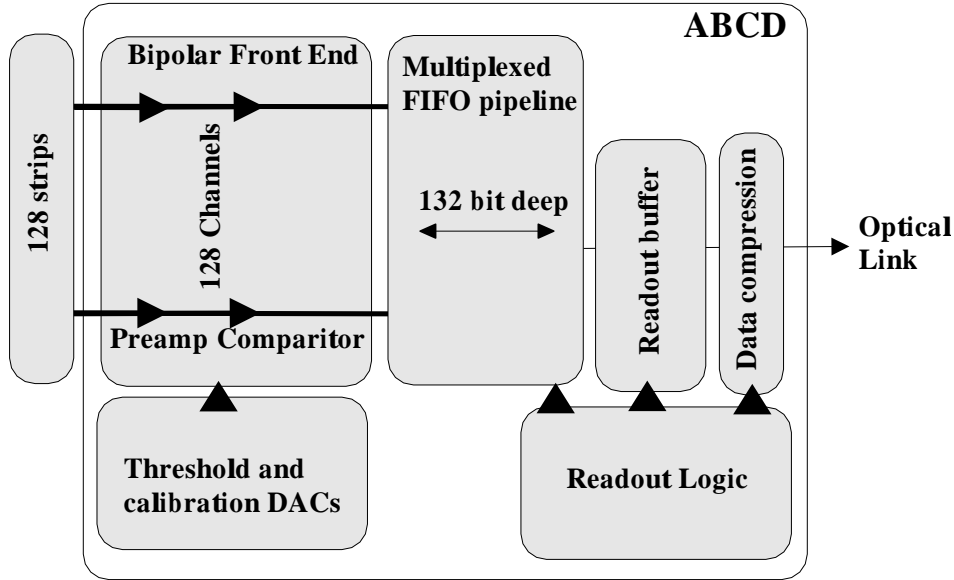 ABCD
128 strips
Bipolar Front End
128 Channels
Preamp Comparitor
Multiplexed
FIFO pipeline
132 bit deep
Readout buffer
Data compression
Optical
Link
Threshold and
calibration DACs
Readout Logic